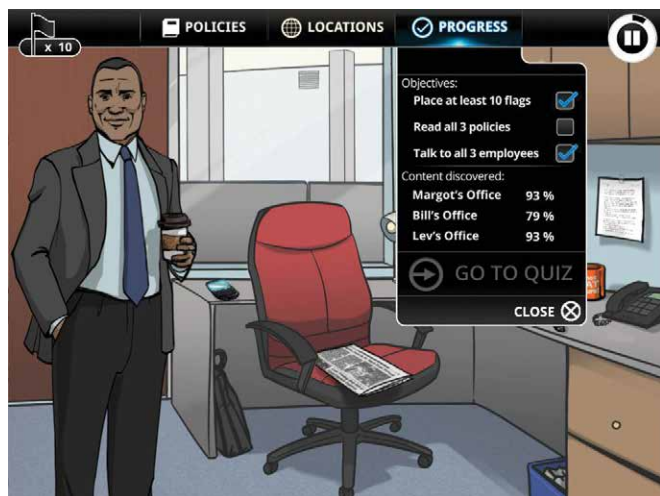 POLICIES
LOCATIONS
PROGRESS
x 10
Objectives:
Place at least 10 flags
Read all 3 policies
Talk to all 3 employees
Content discovered:
Margot's Office 93 %
Bill's Office 79 %
Lev's Office 93 %
GO TO QUIZ
CLOSE